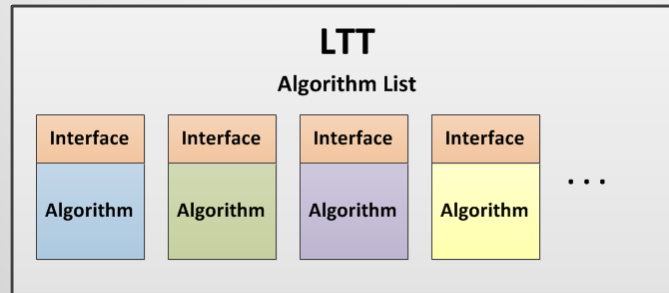 LTT
Algorithm List
Interface Interface Interface Interface
Algorithm Algorithm Algorithm Algorithm
...